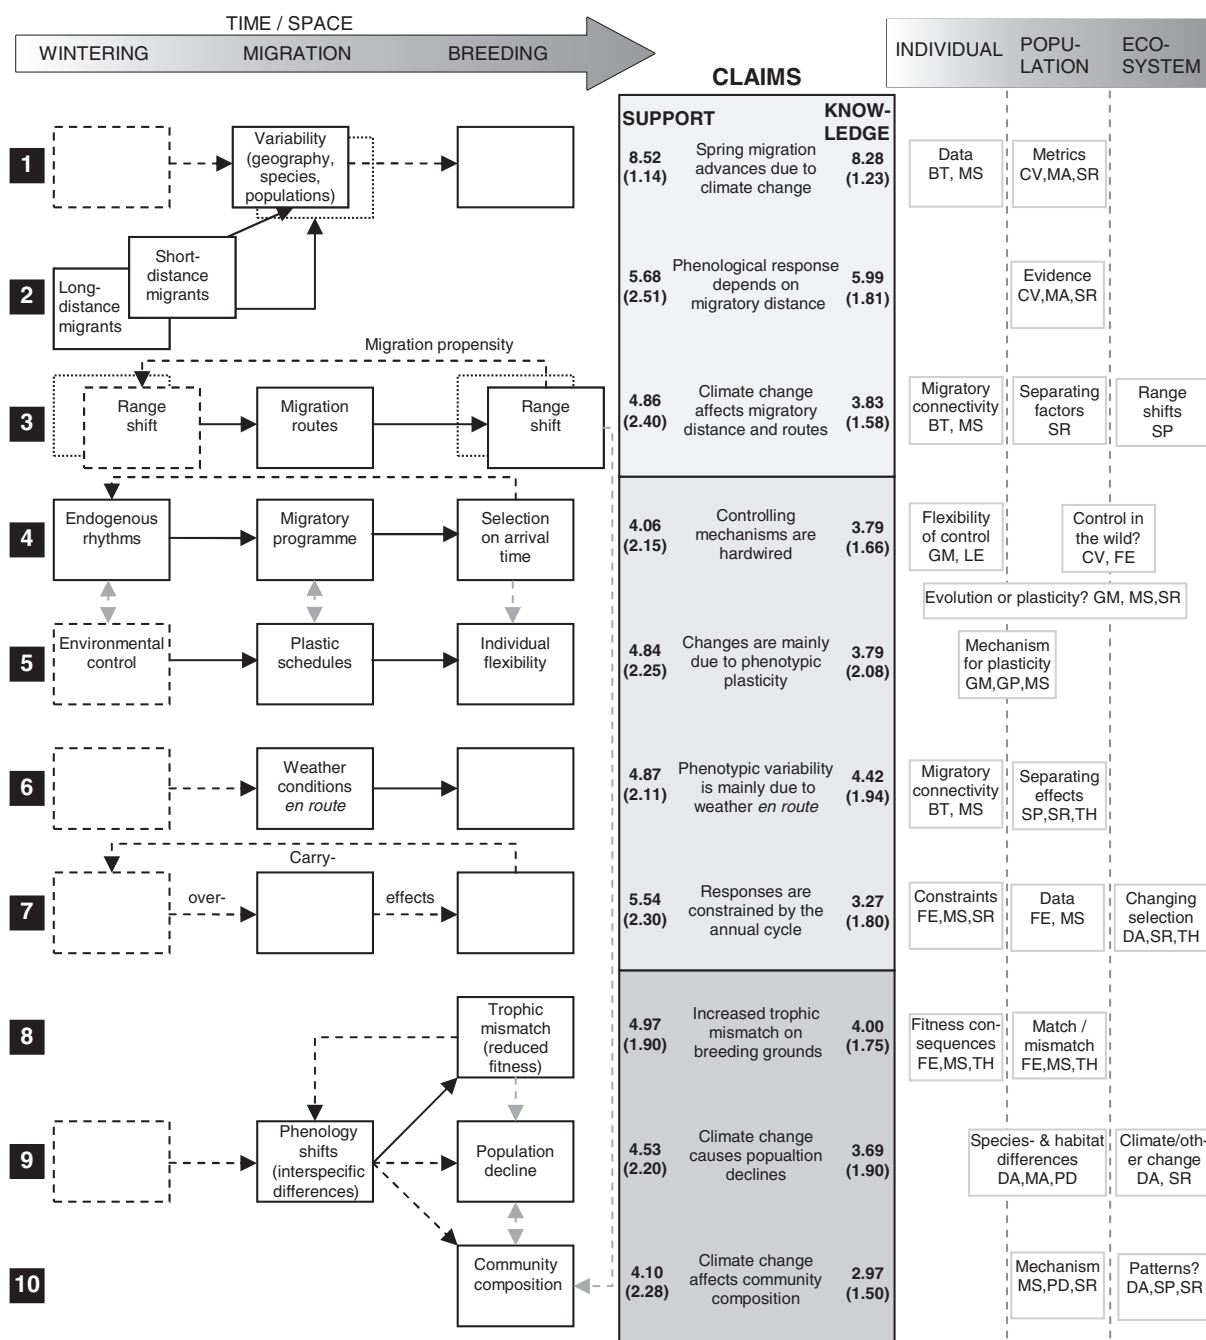 TIME / SPACE
WINTERING
MIGRATION
BREEDING
INDIVIDUAL
POPU-
LATION
ECO-
SYSTEM
CLAIMS
SUPPORT
KNOW-
LEDGE
1
Variability
(geography,
species,
populations)
8.52
(1.14)
Spring migration
advances due to
climate change
8.28
(1.23)
Data
BT, MS
Metrics
CV,MA,SR
2
Long-
distance
migrants
Short-
distance
migrants
5.68
(2.51)
Phenological response
depends on
migratory distance
5.99
(1.81)
Evidence
CV,MA,SR
Migration propensity
3
Range
shift
Migration
routes
Range
shift
4.86
(2.40)
Climate change
affects migratory
distance and routes
3.83
(1.58)
Migratory
connectivity
BT, MS
Separating
factors
SR
Range
shifts
SP
4
Endogenous
rhythms
Migratory
programme
Selection
on arrival
time
4.06
(2.15)
Controlling
mechanisms are
hardwired
3.79
(1.66)
Flexibility
of control
GM, LE
Control in
the wild?
CV, FE
Evolution or plasticity? GM, MS,SR
5
Environmental
control
Plastic
schedules
Individual
flexibility
4.84
(2.25)
Changes are mainly
due to phenotypic
plasticity
3.79
(2.08)
Mechanism
for plasticity
GM,GP,MS
6
Weather
conditions
en route
4.87
(2.11)
Phenotypic variability
is mainly due to
weather en route
4.42
(1.94)
Migratory
connectivity
BT, MS
Separating
effects
SP,SR,TH
7
Carry-
over-
effects
5.54
(2.30)
Responses are
constrained by the
annual cycle
3.27
(1.80)
Constraints
FE,MS,SR
Data
FE, MS
Changing
selection
DA,SR,TH
8
Trophic
mismatch
(reduced
fitness)
4.97
(1.90)
Increased trophic
mismatch on
breeding grounds
4.00
(1.75)
Fitness con-
sequences
FE,MS,TH
Match /
mismatch
FE,MS,TH
9
Phenology
shifts
(interspecific
differences)
Population
decline
4.53
(2.20)
Climate change
causes popualtion
declines
3.69
(1.90)
Species- & habitat
differences
DA,MA,PD
Climate/oth-
er change
DA, SR
10
Community
composition
4.10
(2.28)
Climate change
affects community
composition
2.97
(1.50)
Mechanism
MS,PD,SR
Patterns?
DA,SP,SR